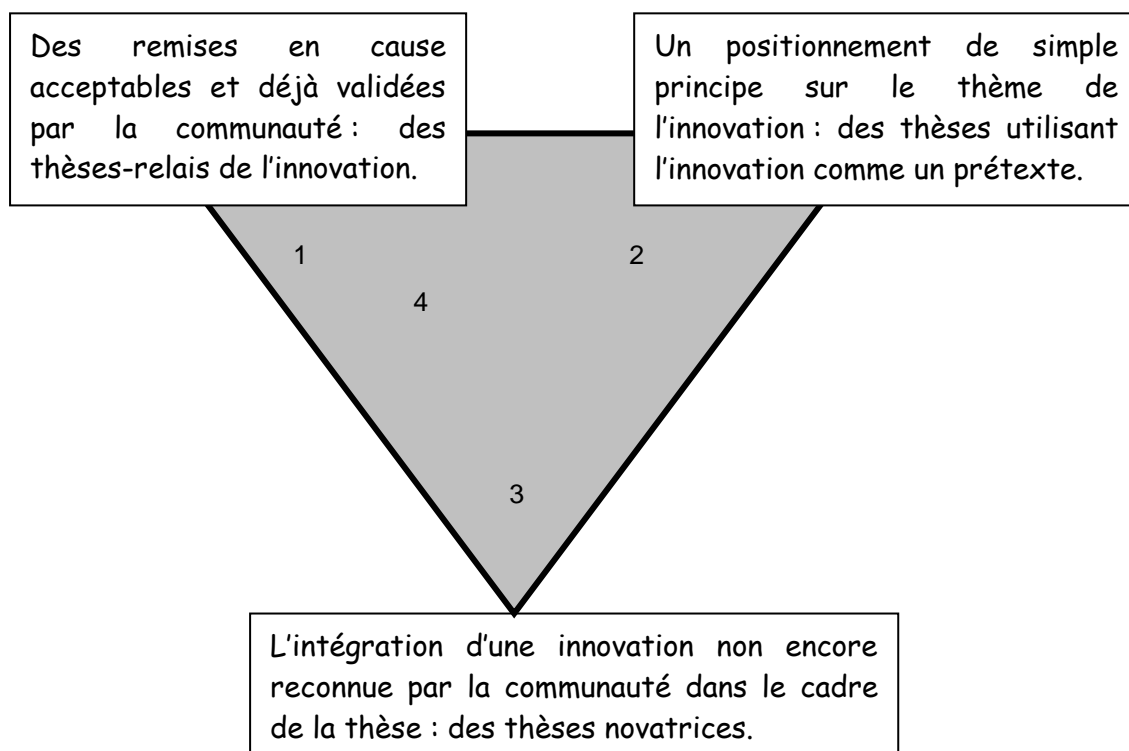 Des remises en cause
acceptables et déjà validées
par la communauté : des
thèses-relais de l'innovation.
Un positionnement de simple
principe sur le thème de
l'innovation : des thèses utilisant
l'innovation comme un prétexte.
1
2
4
3
L'intégration d'une innovation non encore
reconnue par la communauté dans le cadre
de la thèse : des thèses novatrices.